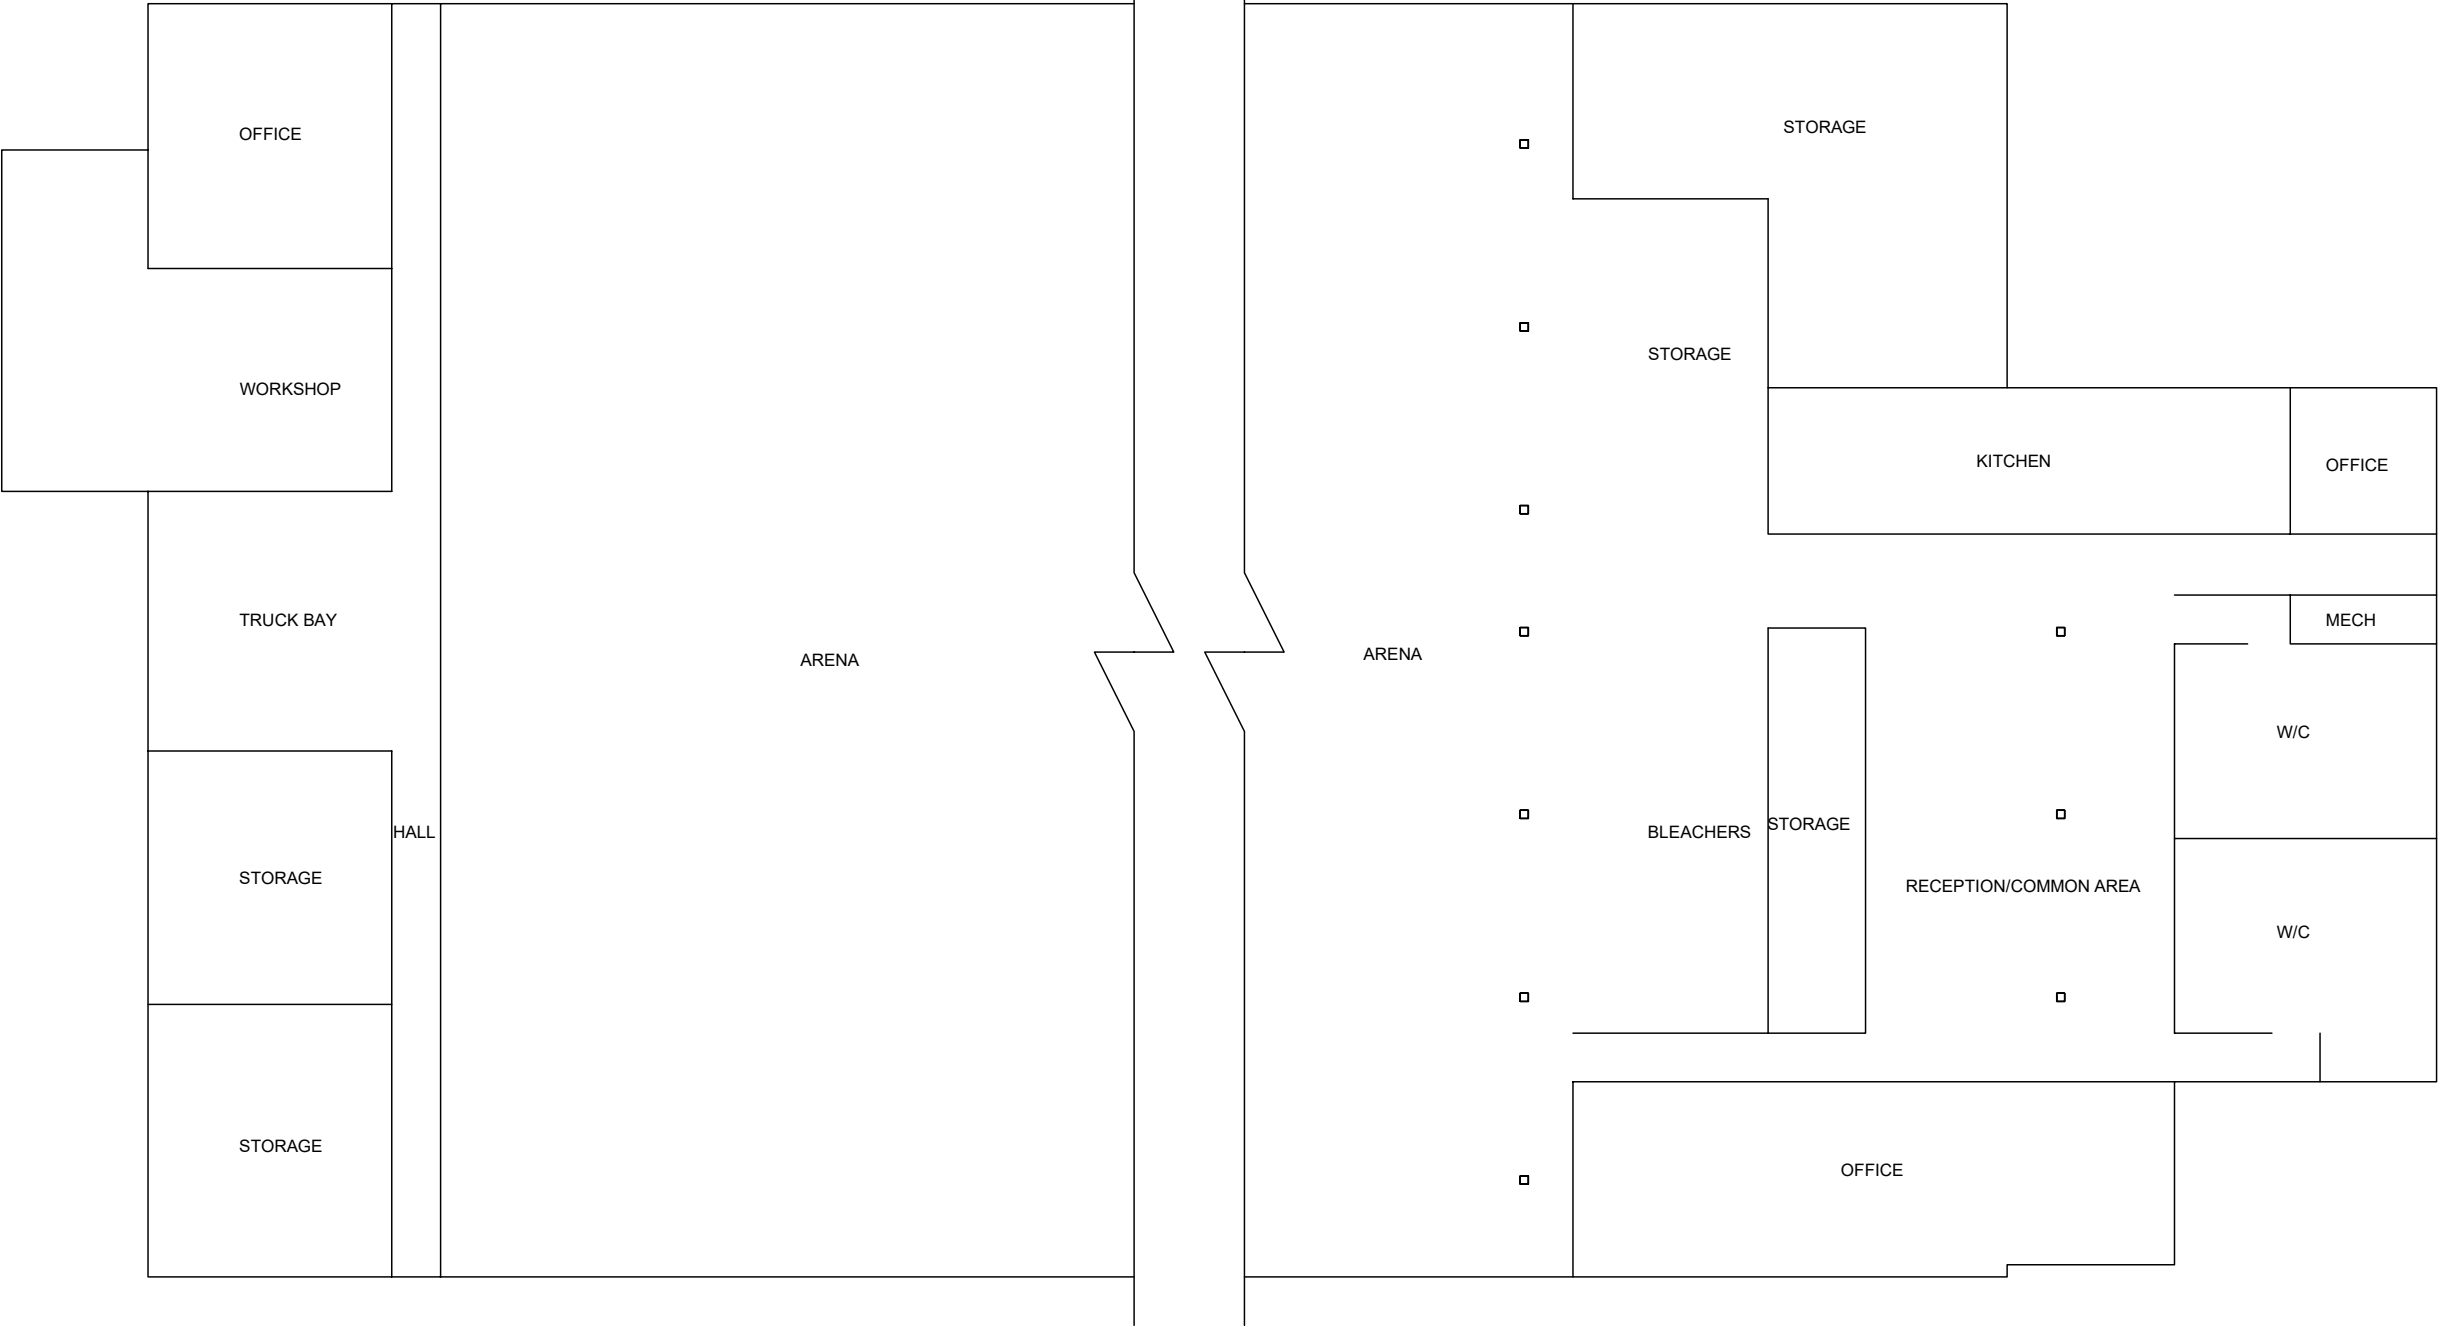 OFFICE
STORAGE
STORAGE
WORKSHOP
KITCHEN
OFFICE
TRUCK BAY
MECH
ARENA
ARENA
W/C
HALL
BLEACHERS
STORAGE
STORAGE
RECEPTION/COMMON AREA
W/C
STORAGE
OFFICE